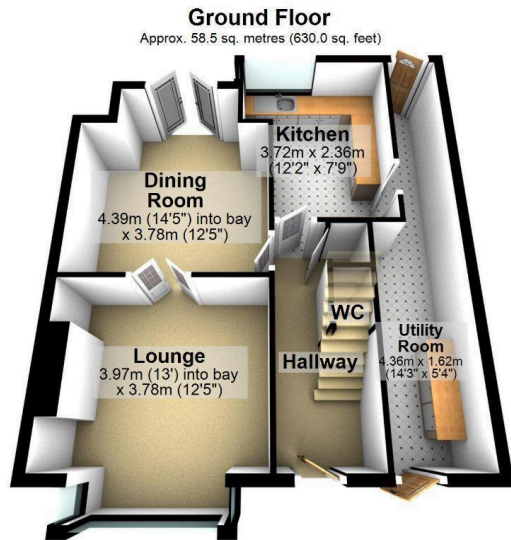 Ground Floor
Approx. 58.5 sq. metres (630.0 sq. feet)
Kitchen
3.72m x 2.36m
(12'2" x 7'9")
Dining
Room
4.39m (14'5") into bay
x 3.78m (12'5")
WC
Utility
Room
4.36m x 1.62m
(14'3" x 5'4")
Lounge
3.97m (13') into bay
x 3.78m (12'5")
Hallway